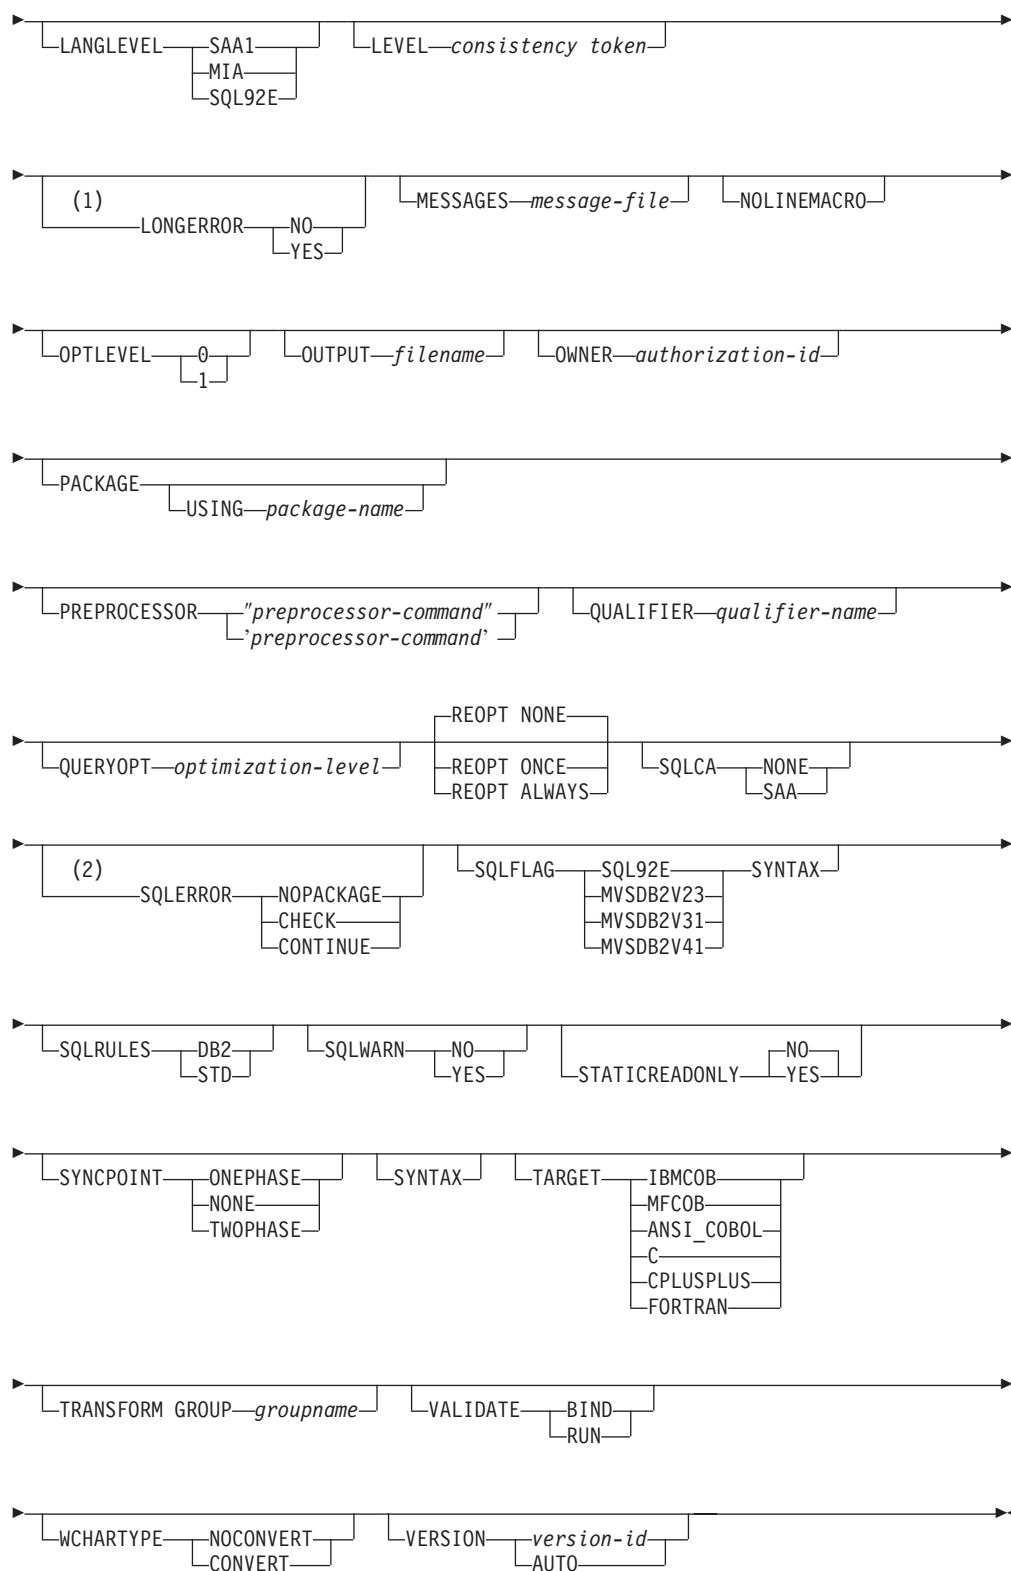 LANGLEVEL SAA1 LEVEL consistency token
MIA
SQL92E
(1)
LONGERROR NO MESSAGES message-file NOLINEMACRO
YES
OPTLEVEL 0 OUTPUT filename OWNER authorization-id
1
PACKAGE
USING package-name
PREPROCESSOR "preprocessor-command" QUALIFIER qualifier-name
'preprocessor-command'
REOPT NONE
QUERYOPT optimization-level REOPT ONCE SQLCA NONE
REOPT ALWAYS SAA
(2)
SQLERROR NOPACKAGE SQLFLAG SQL92E SYNTAX
CHECK MVSDB2V23
CONTINUE MVSDB2V31
MVSDB2V41
SQLRULES DB2 SQLWARN NO STATICREADONLY NO
STD YES YES
SYNCPOINT ONEPHASE SYNTAX TARGET IBMCOB
NONE MFCOB
TWOPHASE ANSI_COBOL
C
CPLUSPLUS
FORTRAN
TRANSFORM GROUP groupname VALIDATE BIND
RUN
WCHARTYPE NOCONVERT VERSION version-id
CONVERT AUTO